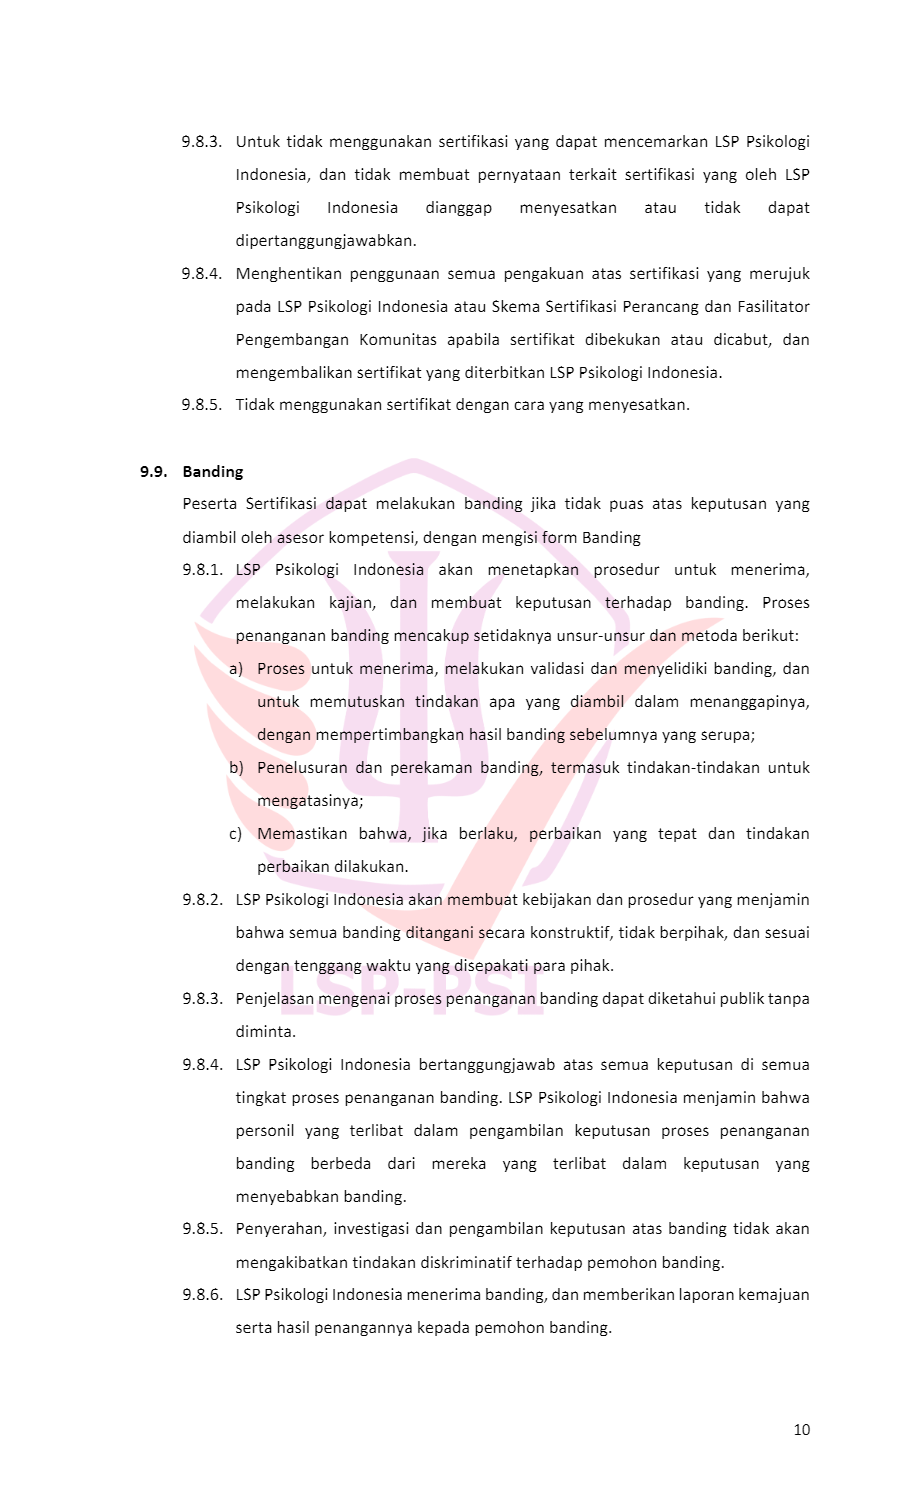 9.8.3. Untuk tidak menggunakan sertifikasi yang dapat mencemarkan LSP Psikologi
Indonesia, dan tidak membuat pernyataan terkait sertifikasi yang oleh LSP
Psikologi Indonesia dianggap menyesatkan atau tidak dapat
dipertanggungjawabkan.
9.8.4. Menghentikan penggunaan semua pengakuan atas sertifikasi yang merujuk
pada LSP Psikologi Indonesia atau Skema Sertifikasi Perancang dan Fasilitator
Pengembangan Komunitas apabila sertifikat dibekukan atau dicabut, dan
mengembalikan sertifikat yang diterbitkan LSP Psikologi Indonesia.
9.8.5. Tidak menggunakan sertifikat dengan cara yang menyesatkan.
9.9. Banding
Peserta Sertifikasi dapat melakukan banding jika tidak puas atas keputusan yang
diambil oleh asesor kompetensi, dengan mengisi form Banding
9.8.1. LSP Psikologi Indonesia akan menetapkan prosedur untuk menerima,
melakukan kajian, dan membuat keputusan terhadap banding. Proses
penanganan banding mencakup setidaknya unsur-unsur dan metoda berikut:
a) Proses untuk menerima, melakukan validasi dan menyelidiki banding, dan
untuk memutuskan tindakan apa yang diambil dalam menanggapinya,
dengan mempertimbangkan hasil banding sebelumnya yang serupa;
b) Penelusuran dan perekaman banding, termasuk tindakan-tindakan untuk
mengatasinya;
c) Memastikan bahwa, jika berlaku, perbaikan yang tepat dan tindakan
perbaikan dilakukan.
9.8.2. LSP Psikologi Indonesia akan membuat kebijakan dan prosedur yang menjamin
bahwa semua banding ditangani secara konstruktif, tidak berpihak, dan sesuai
dengan tenggang waktu yang disepakati para pihak.
LSP-PSI
9.8.3. Penjelasan mengenai proses penanganan banding dapat diketahui publik tanpa
diminta.
9.8.4. LSP Psikologi Indonesia bertanggungjawab atas semua keputusan di semua
tingkat proses penanganan banding. LSP Psikologi Indonesia menjamin bahwa
personil yang terlibat dalam pengambilan keputusan proses penanganan
banding berbeda dari mereka yang terlibat dalam keputusan yang
menyebabkan banding.
9.8.5. Penyerahan, investigasi dan pengambilan keputusan atas banding tidak akan
mengakibatkan tindakan diskriminatif terhadap pemohon banding.
9.8.6. LSP Psikologi Indonesia menerima banding, dan memberikan laporan kemajuan
serta hasil penangannya kepada pemohon banding.
10